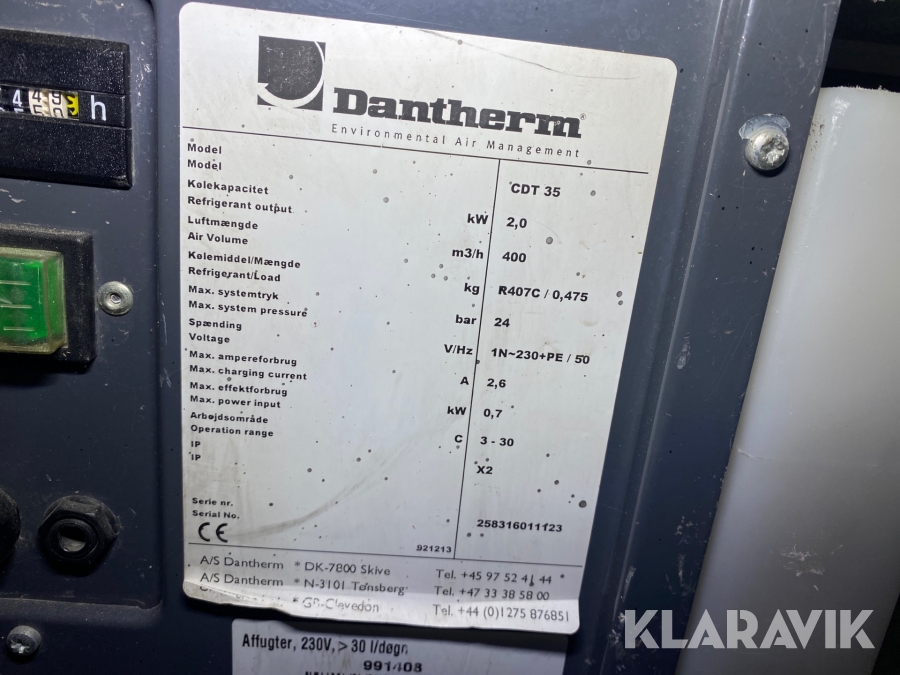 h
Dantherm
Environmental Air Management
Model
Model CDT 35
Kølekapacitet
Refrigerant output kW 2,0
Luftmængde
Air Volume m3/h 400
Kølemiddel/Mængde
Refrigerant/Load kg R407C / 0,475
Max. systemtryk
Max. system pressure bar 24
Spænding
Voltage V/Hz 1N~230+PE / 50
Max. ampereforbrug
Max. charging current A 2,6
Max. effektforbrug
Max. power input kW 0,7
Arbejdsområde
Operation range C 3 - 30
IP
IP X2
Serie nr.
Serial No. 258316011123
CE 921213
A/S Dantherm * DK-7800 Skive Tel. +45 97 52 41 44 *
A/S Dantherm * N-3101 Tønsberg Tel. +47 33 38 58 00
* GB-Clevedon Tel. +44 (0)1275 876851
Affugter, 230V, > 30 l/døgn
991408
KLARAVIK